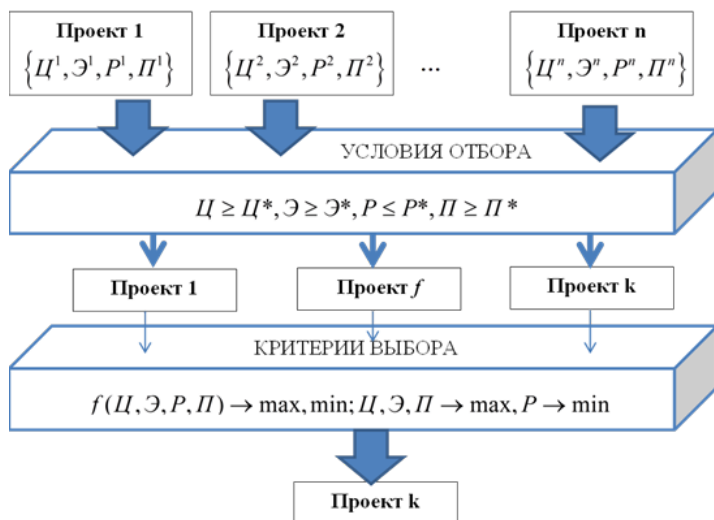 Проект 1
{Ц¹, Э¹, Р¹, П¹}
Проект 2
{Ц², Э², Р², П²}
...
Проект n
{Цⁿ, Эⁿ, Рⁿ, Пⁿ}
УСЛОВИЯ ОТБОРА
Ц ≥ Ц*, Э ≥ Э*, Р ≤ Р*, П ≥ П*
Проект 1
Проект f
Проект k
КРИТЕРИИ ВЫБОРА
f(Ц, Э, Р, П) → max, min; Ц, Э, П → max, Р → min
Проект k